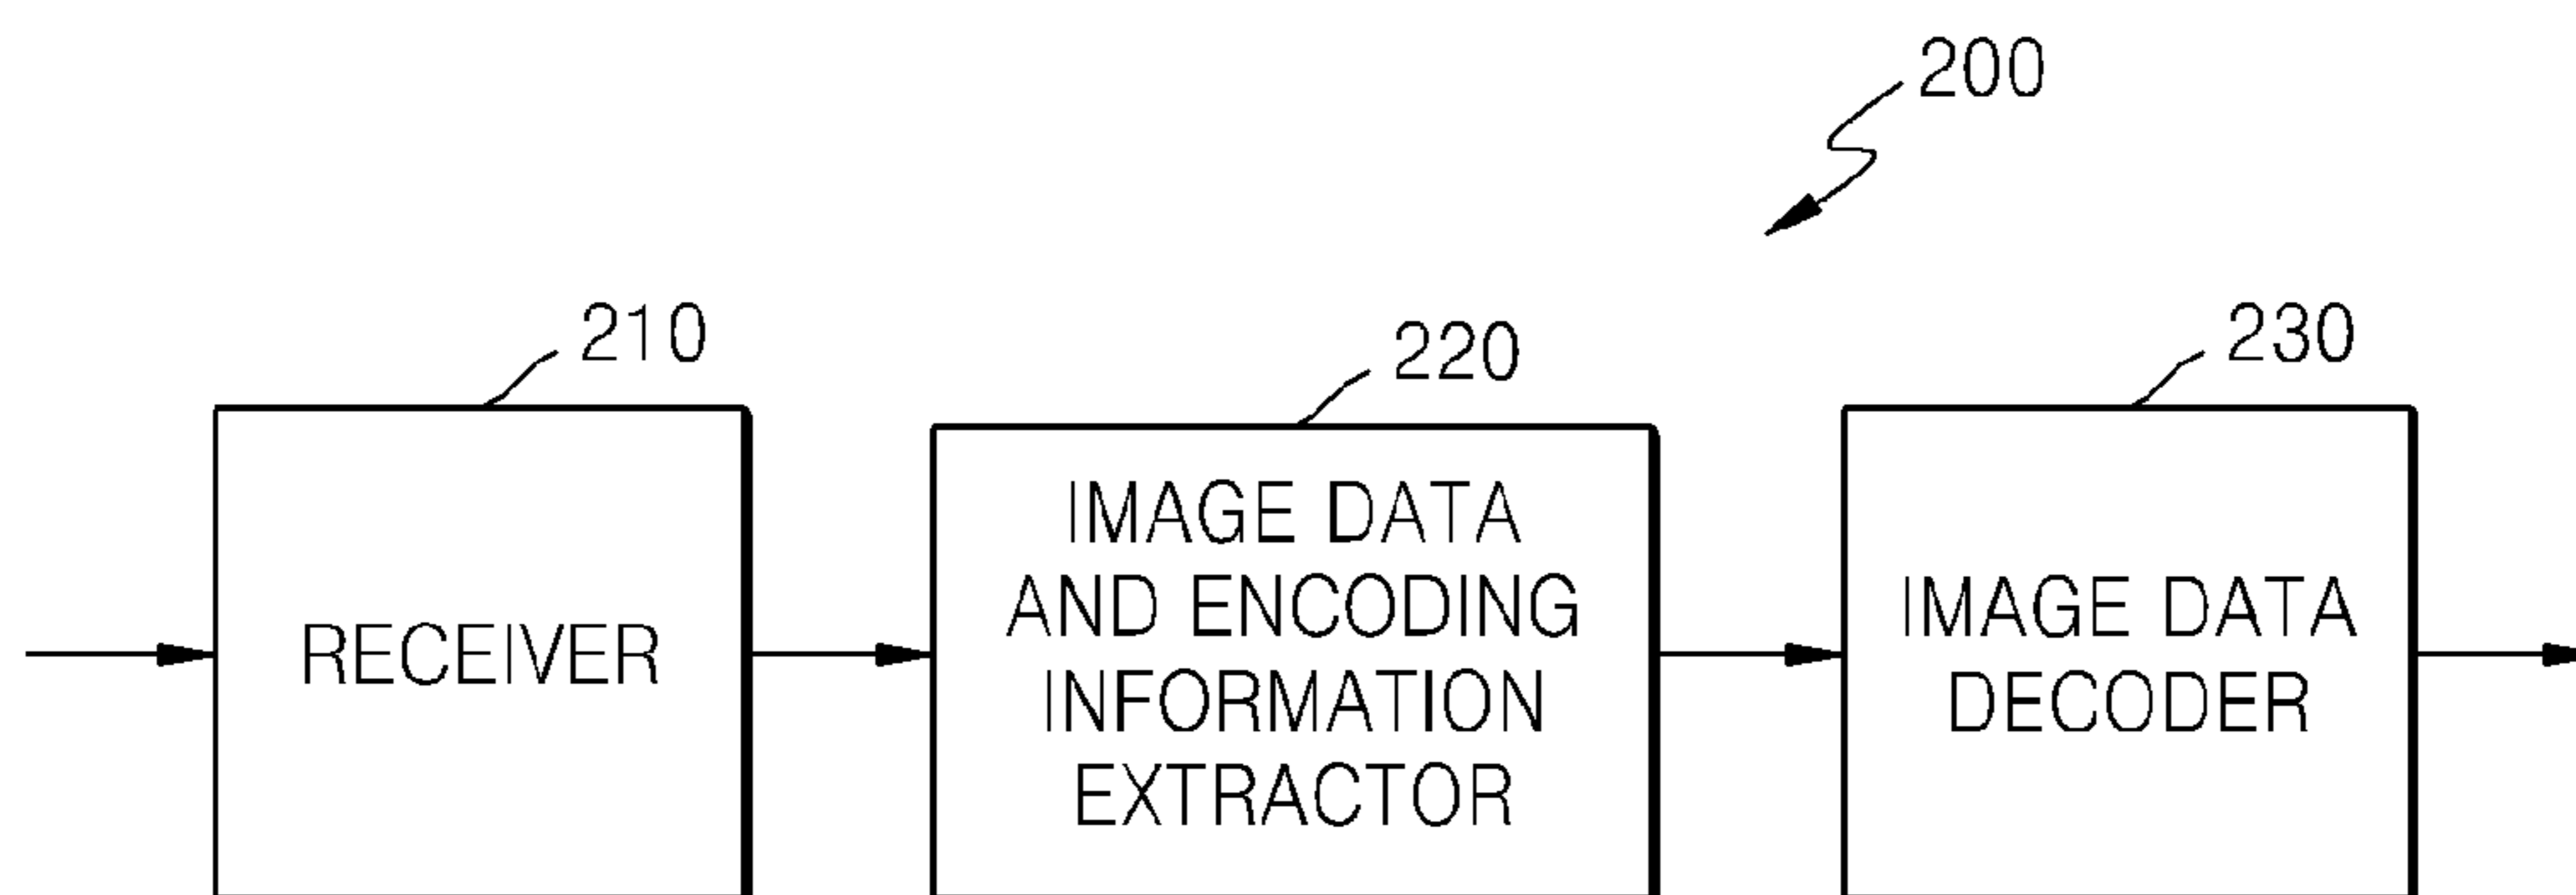 200
210
220
230
RECEIVER
IMAGE DATA
AND ENCODING
INFORMATION
EXTRACTOR
IMAGE DATA
DECODER